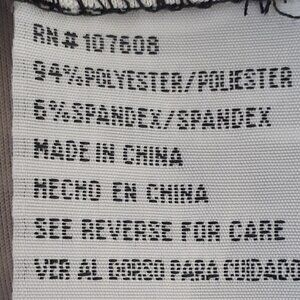 RN#107608
94%POLYESTER/POLIESTER
6%SPANDEX/SPANDEX
MADE IN CHINA
HECHO EN CHINA
SEE REVERSE FOR CARE
VER AL DORSO PARA CUIDADO